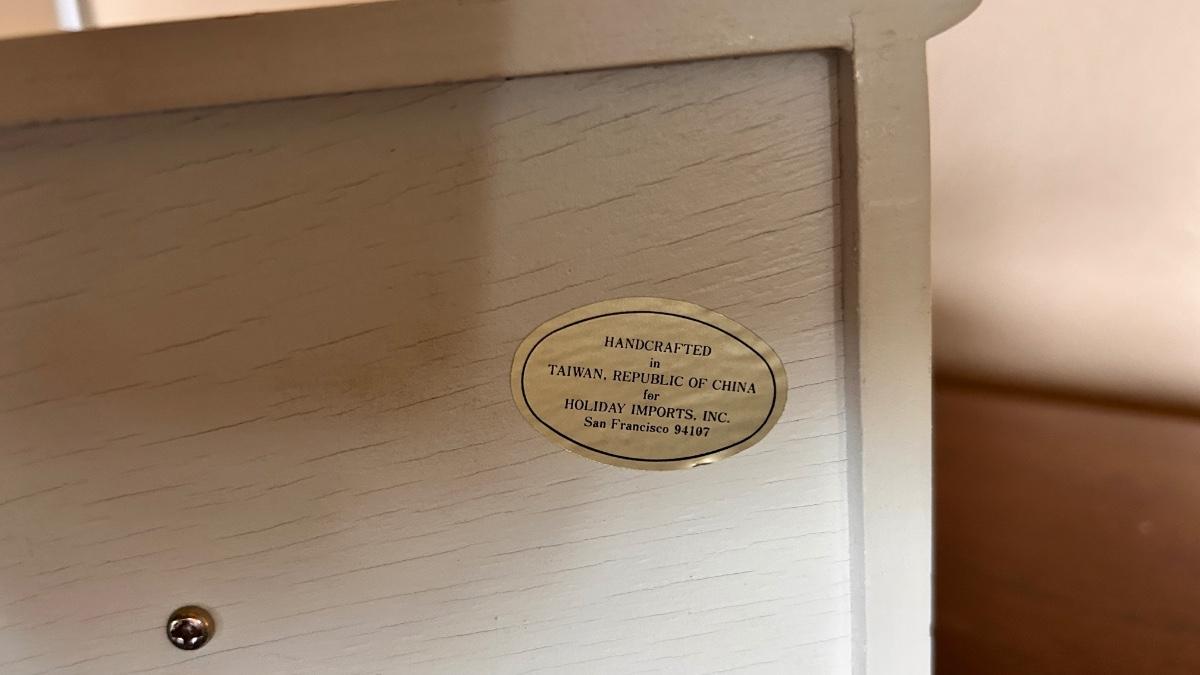 HANDCRAFTED
in
TAIWAN, REPUBLIC OF CHINA
for
HOLIDAY IMPORTS, INC.
San Francisco 94107